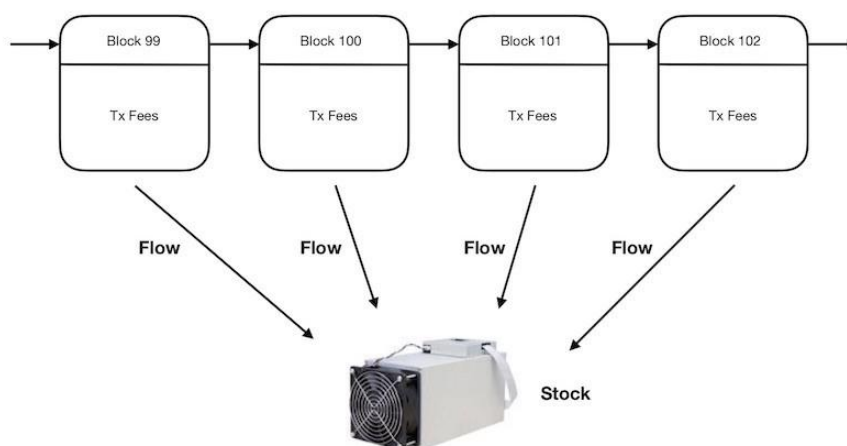 Block 99
Block 100
Block 101
Block 102
Tx Fees
Tx Fees
Tx Fees
Tx Fees
Flow
Flow
Flow
Flow
Stock